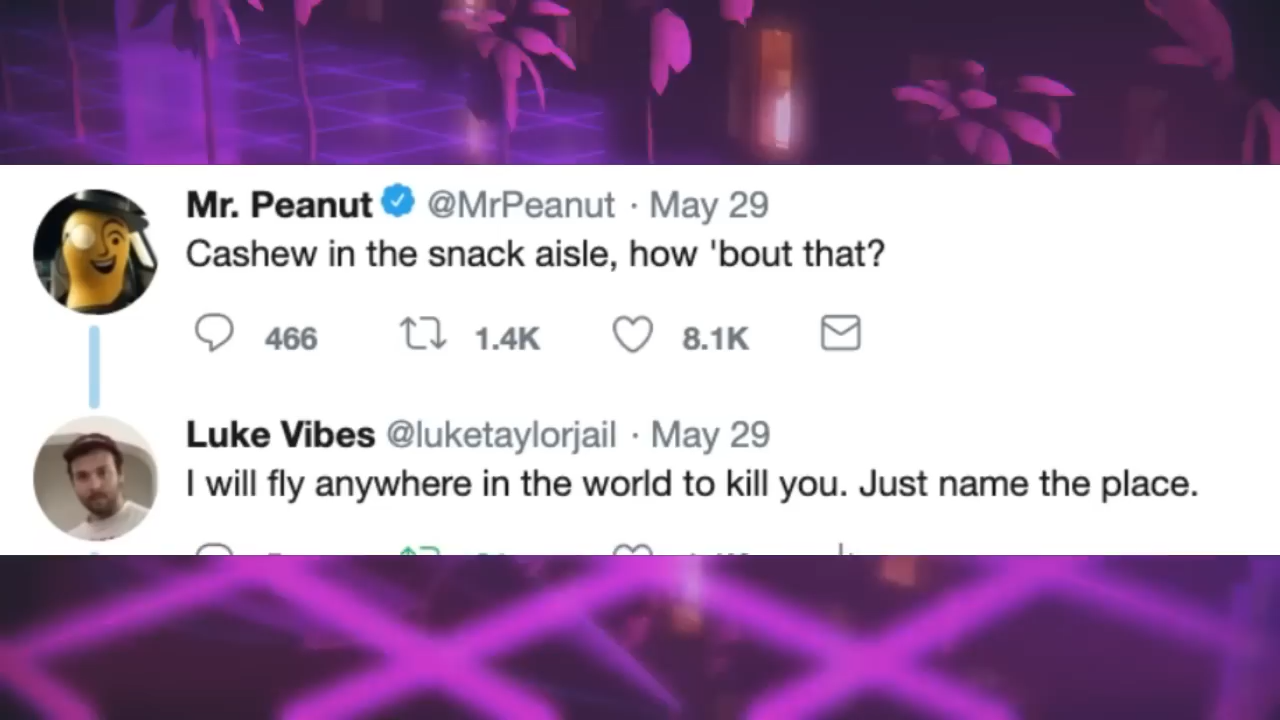 Mr. Peanut @MrPeanut · May 29
Cashew in the snack aisle, how 'bout that?
466 1.4K 8.1K
Luke Vibes @luketaylorjail · May 29
I will fly anywhere in the world to kill you. Just name the place.